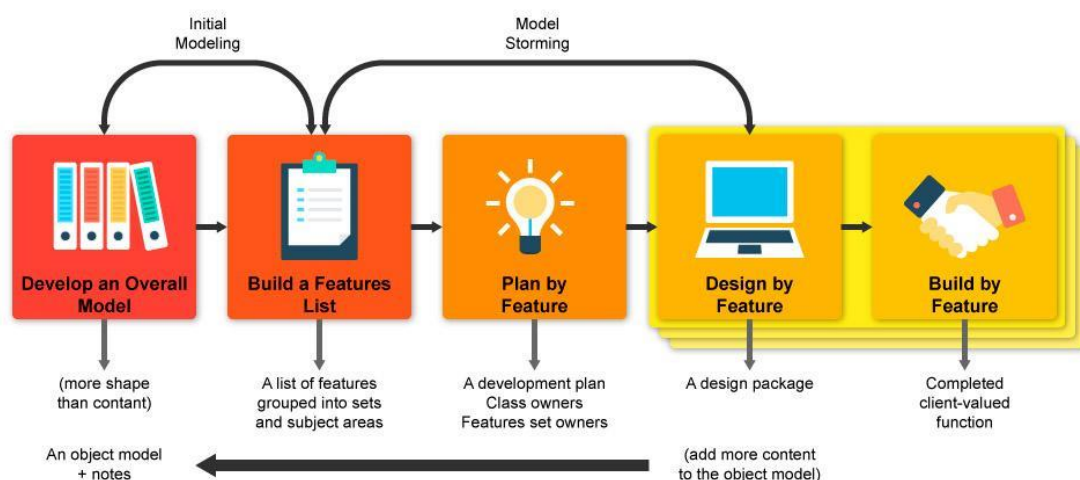 Initial
Modeling
Model
Storming
Develop an Overall
Model
Build a Features
List
Plan by
Feature
Design by
Feature
Build by
Feature
(more shape
than contant)
A list of features
grouped into sets
and subject areas
A development plan
Class owners
Features set owners
A design package
Completed
client-valued
function
An object model
+ notes
(add more content
to the object model)